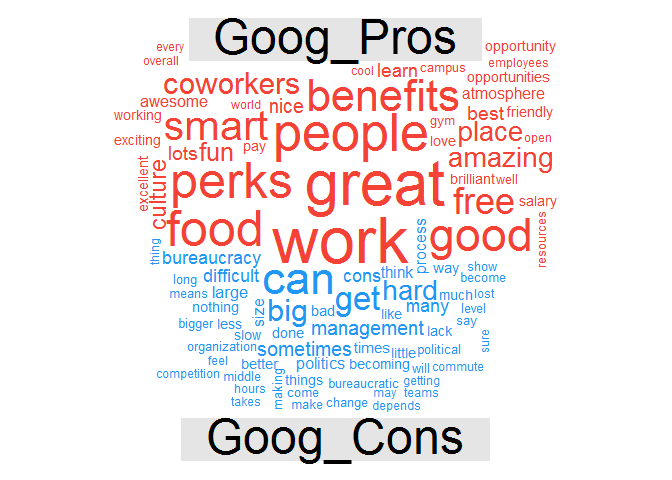 Goog_Pros
every
overall
opportunity
employees
cool learn campus
opportunities
coworkers
benefits
atmosphere
awesome
world nice
best friendly
working
gym
smart people
place open
exciting
pay
love
lots fun
amazing
excellent
culture
perks great
brilliant well
free salary
food
work
good
resources
thing
bureaucracy
process
can
cons think way show
long difficult
become
means large
get hard much lost
nothing
size
big bad
like
many level
bigger less
done management lack say
slow
sure
organization sometimes times little political
feel
better politics becoming will commute
competition middle
making
things bureaucratic getting
hours
come
may teams
takes
make change depends
Goog_Cons